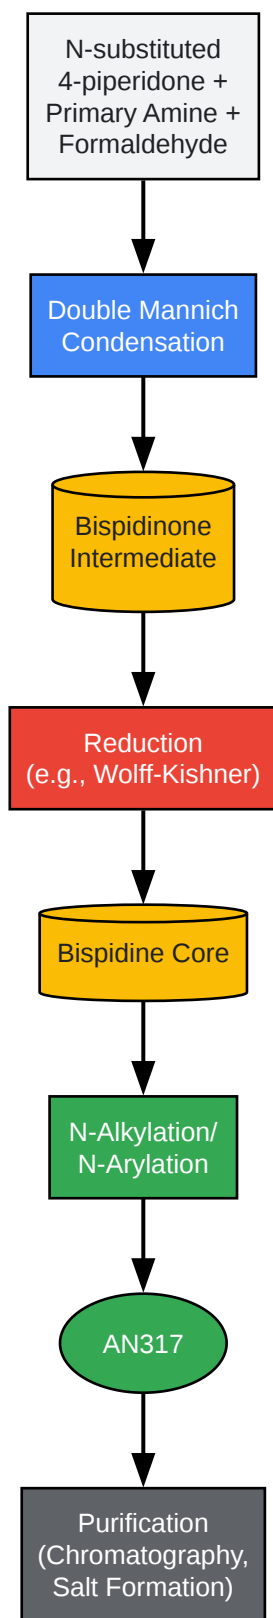 N-substituted
4-piperidone +
Primary Amine +
Formaldehyde
Double Mannich
Condensation
Bispidinone
Intermediate
Reduction
(e.g., Wolff-Kishner)
Bispidine Core
N-Alkylation/
N-Arylation
AN317
Purification
(Chromatography,
Salt Formation)